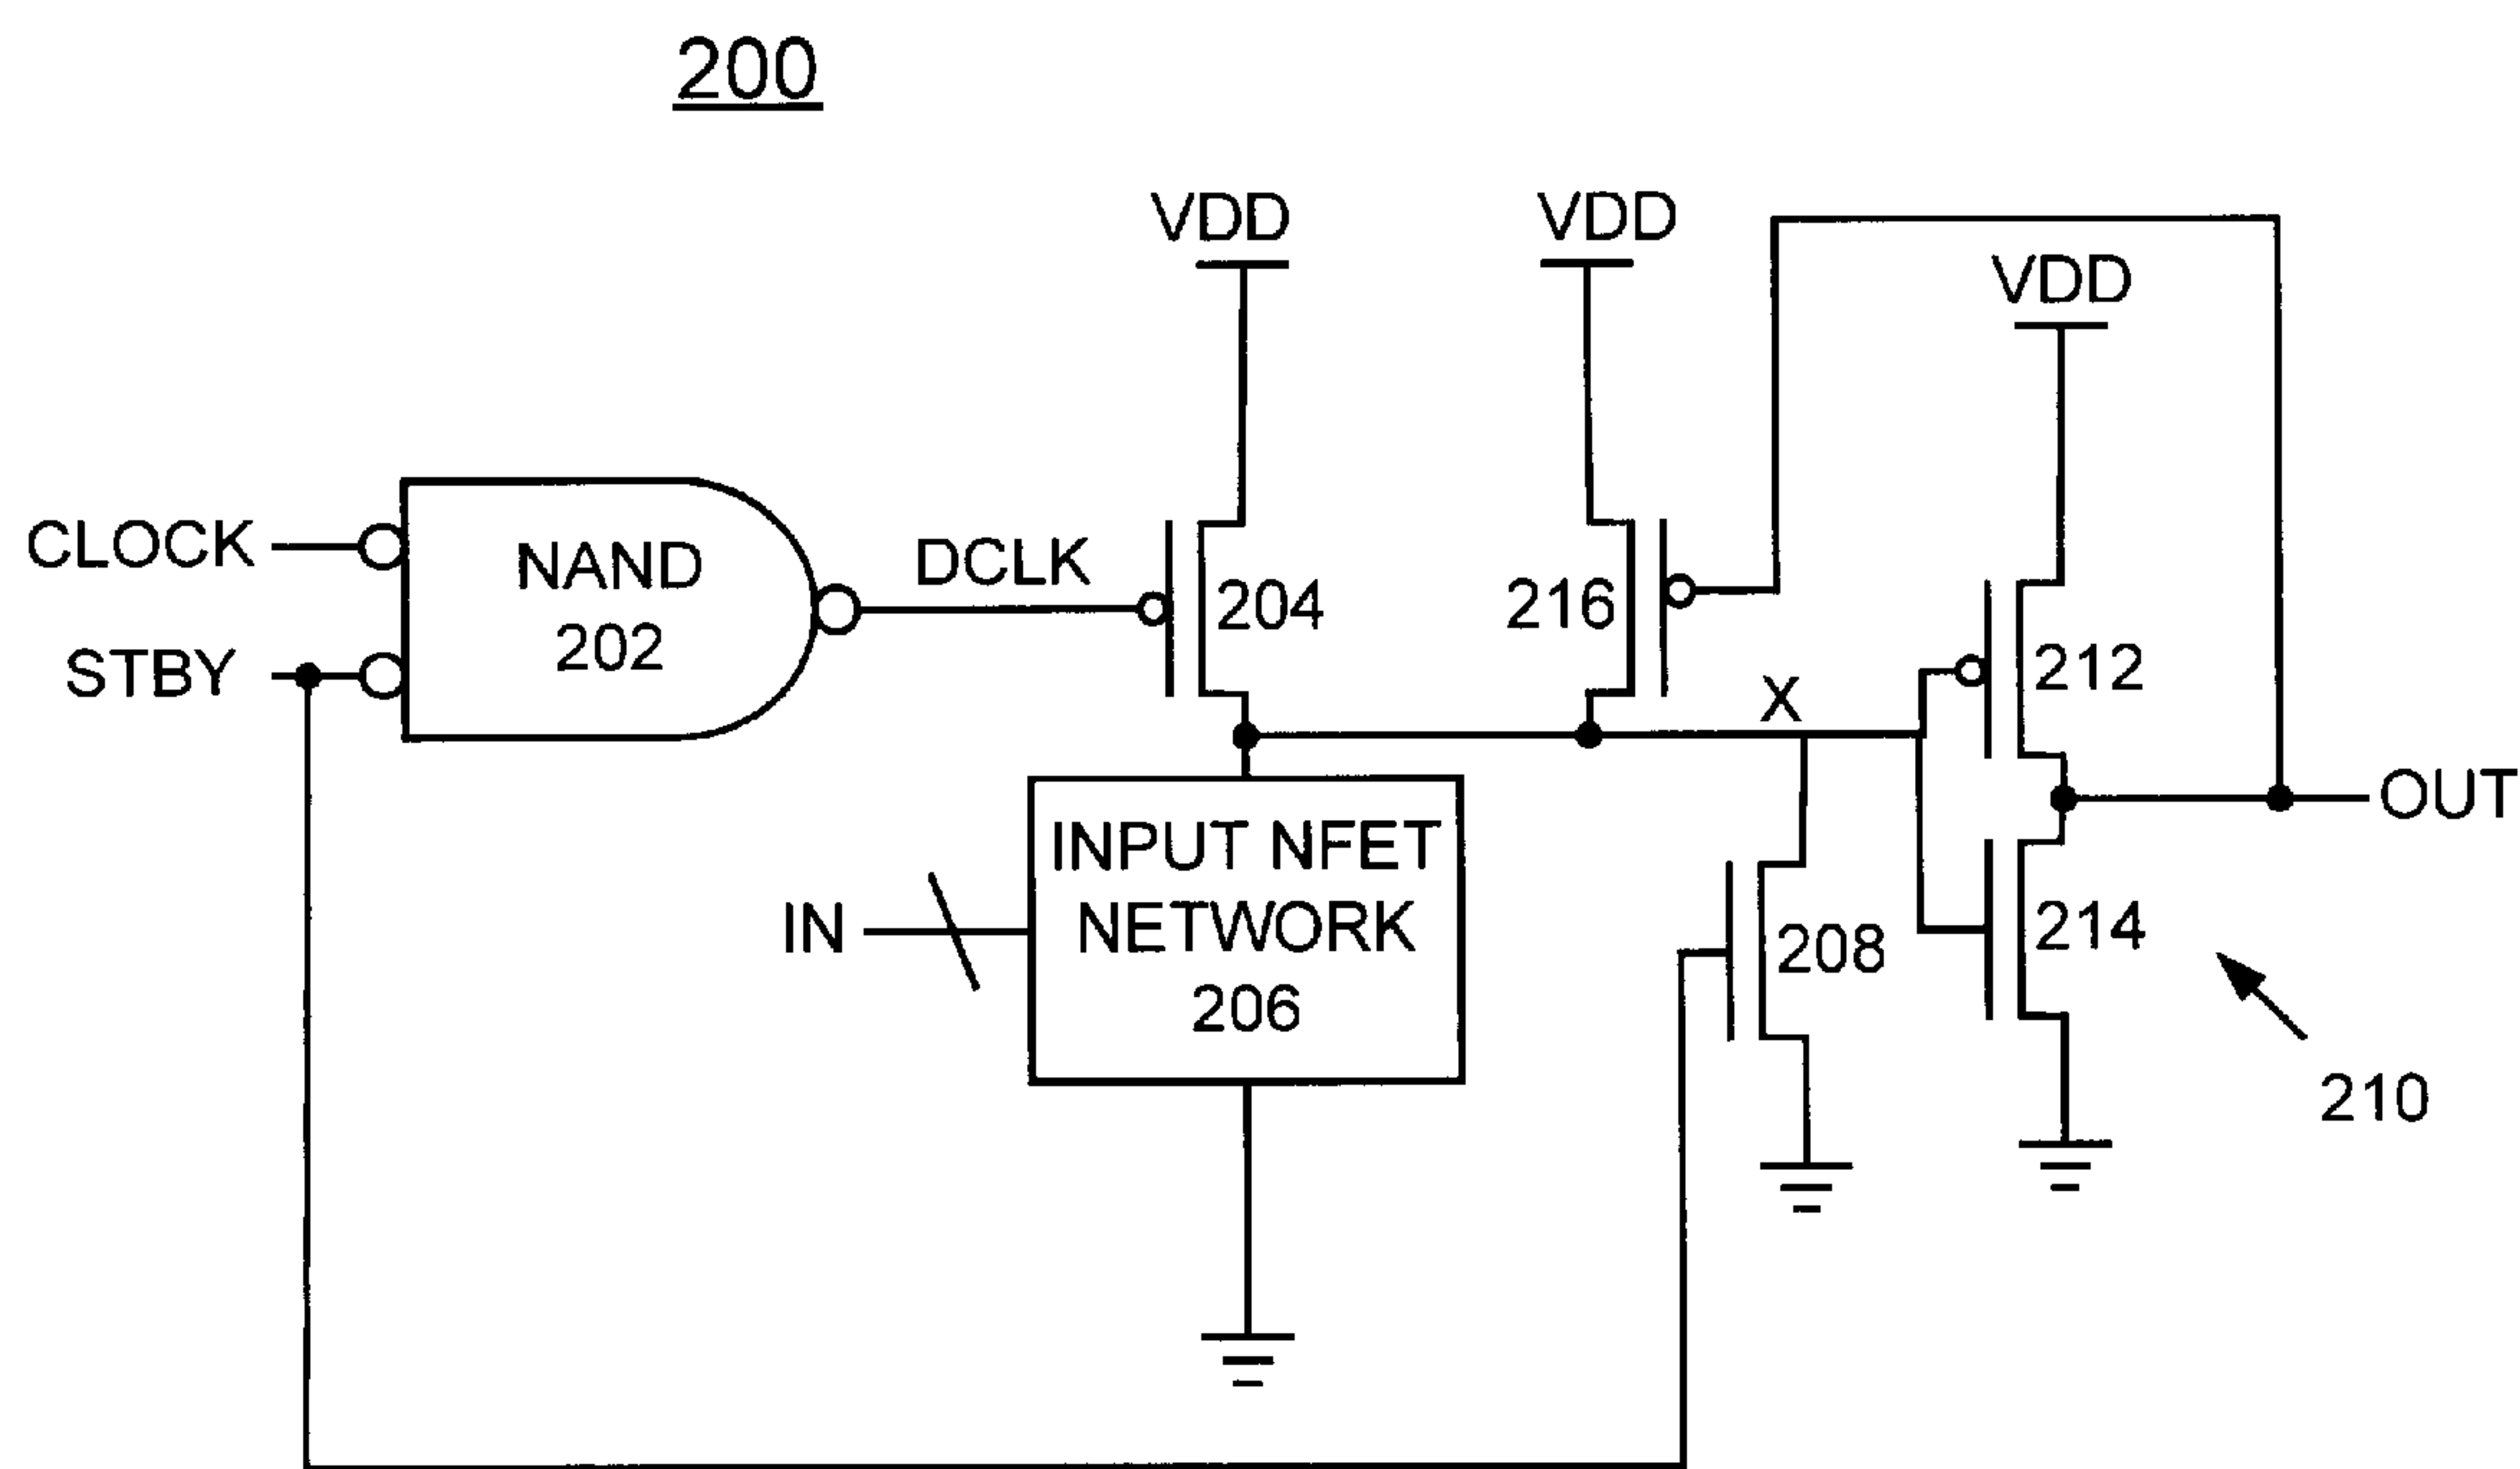 200
VDD
VDD
VDD
CLOCK
NAND
202
DCLK
204
216
STBY
212
X
OUT
INPUT NFET
NETWORK
206
IN
208
214
210